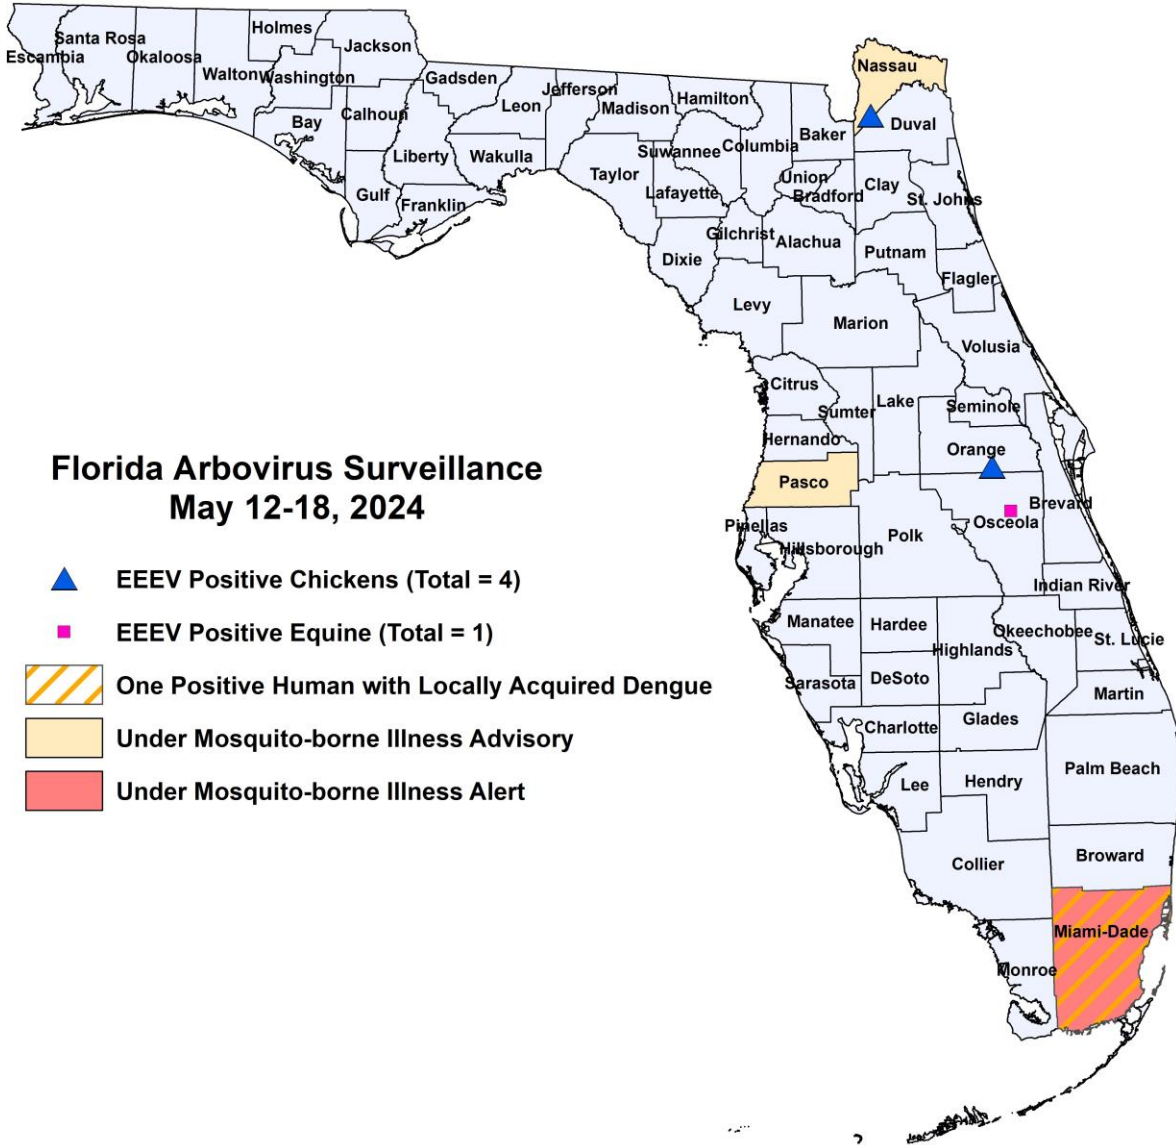 Holmes
Santa Rosa
Jackson
Escambia
Okaloosa
Walton
Washington
Gadsden
Nassau
Jefferson
Leon
Madison
Hamilton
Calhoun
Bay
Duval
Baker
Suwannee
Columbia
Liberty
Wakulla
Taylor
Union
Clay
Lafayette
Bradford
Gulf
St. Johns
Franklin
Gilchrist
Alachua
Putnam
Dixie
Flagler
Levy
Marion
Volusia
Citrus
Lake
Seminole
Sumter
Hernando
Orange
Florida Arbovirus Surveillance
May 12-18, 2024
Pasco
Brevard
Osceola
Pinellas
Polk
Hillsborough
EEEV Positive Chickens (Total = 4)
Indian River
Manatee
Hardee
Okeechobee
EEEV Positive Equine (Total = 1)
St. Lucie
Highlands
DeSoto
Sarasota
One Positive Human with Locally Acquired Dengue
Martin
Glades
Charlotte
Under Mosquito-borne Illness Advisory
Palm Beach
Hendry
Lee
Under Mosquito-borne Illness Alert
Broward
Collier
Miami-Dade
Monroe